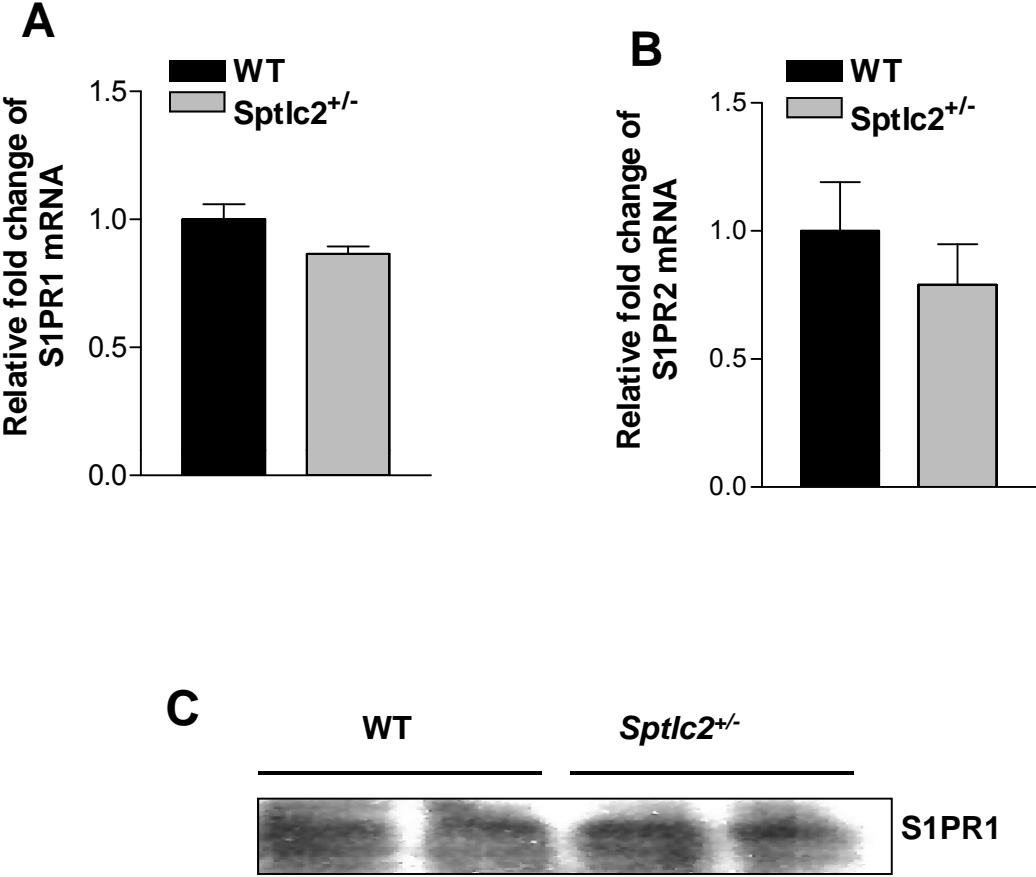 A
WT
Sptlc2+/-
Relative fold change of
S1PR1 mRNA
1.5
1.0
0.5
0.0
B
WT
Sptlc2+/-
Relative fold change of
S1PR2 mRNA
1.5
1.0
0.5
0.0
C
WT
Sptlc2+/-
S1PR1